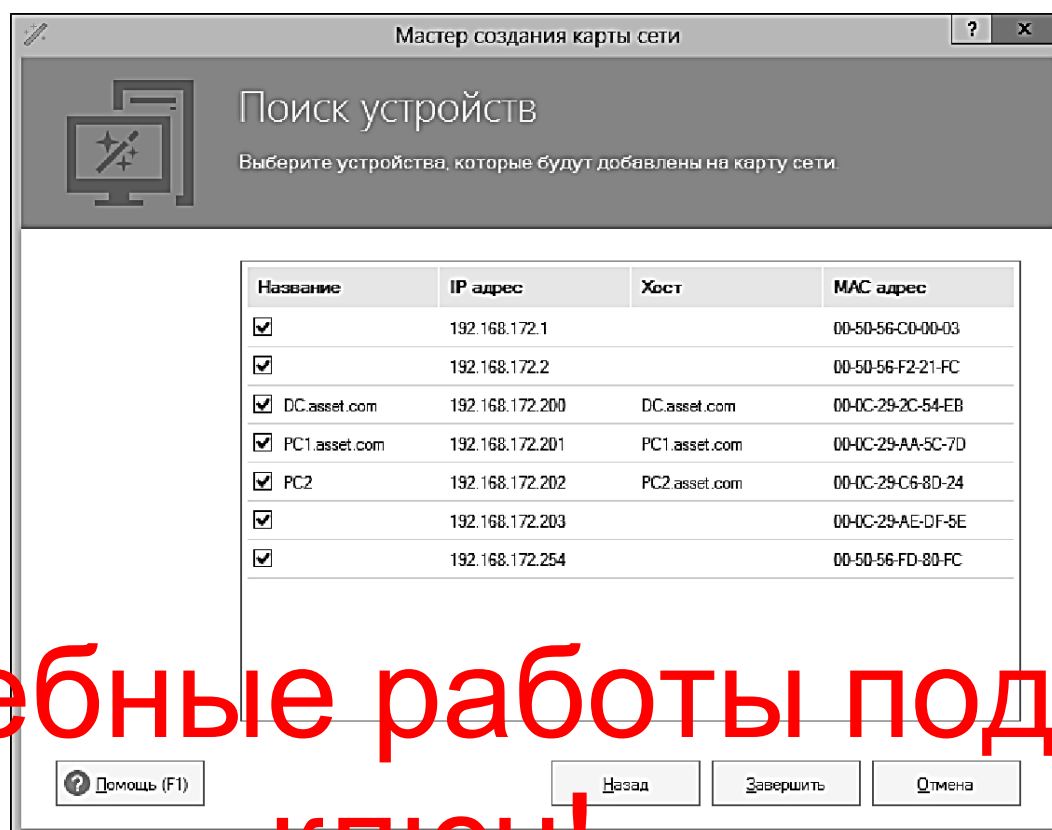 Мастер создания карты сети
? x
Поиск устройств
Выберите устройства, которые будут добавлены на карту сети.
Название IP адрес Хост MAC адрес
192.168.172.1 00-50-56-C0-00-03
192.168.172.2 00-50-56-F2-21-FC
DC.asset.com 192.168.172.200 DC.asset.com 00-0C-29-2C-54-EB
PC1.asset.com 192.168.172.201 PC1.asset.com 00-0C-29-AA-5C-7D
PC2 192.168.172.202 PC2.asset.com 00-0C-29-C6-8D-24
192.168.172.203 00-0C-29-AE-DF-5E
192.168.172.254 00-50-56-FD-80-FC
ебные работы под
? Помощь (F1) Назад Завершить Отмена
ключ!